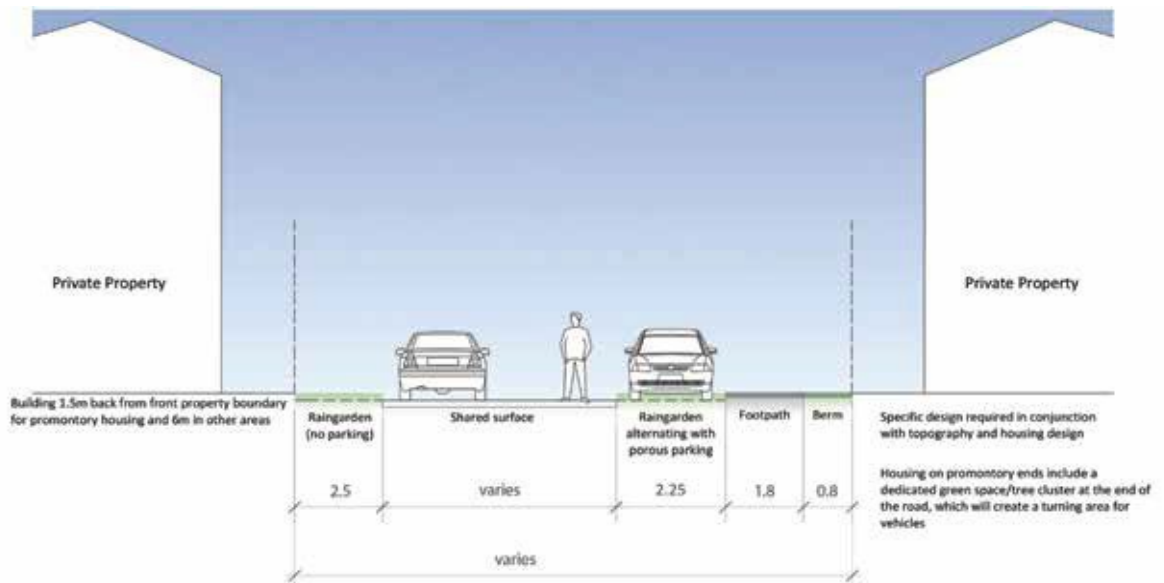 Private Property
Private Property
Building 1.5m back from front property boundary
for promontory housing and 6m in other areas
Raingarden
(no parking)
Shared surface
Raingarden
alternating with
porous parking
Footpath
Berm
Specific design required in conjunction
with topography and housing design
Housing on promontory ends include a
dedicated green space/tree cluster at the end of
the road, which will create a turning area for
vehicles
2.5
varies
2.25
1.8
0.8
varies